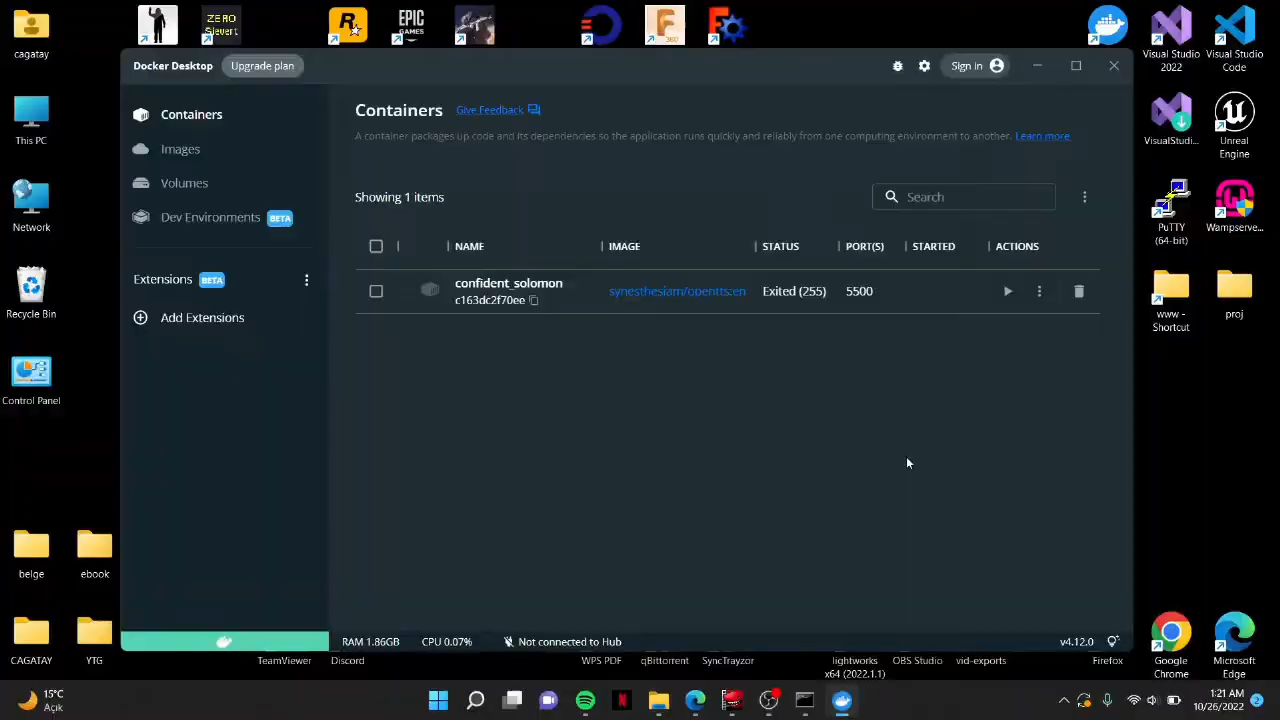 ZERO
Sievert
EPIC
GAMES
360
cagatay
This PC
Network
Recycle Bin
Control Panel
belge
ebook
CAGATAY
YTG
Docker Desktop
Upgrade plan
Sign in
Containers
Images
Volumes
Dev Environments BETA
Extensions BETA
Add Extensions
Containers
Give Feedback
A container packages up code and its dependencies so the application runs quickly and reliably from one computing environment to another. Learn more.
Showing 1 items
Search
NAME IMAGE STATUS PORT(S) STARTED ACTIONS
confident_solomon
c163dc2f70ee
synesthesiam/opentts:en
Exited (255)
5500
RAM 1.86GB CPU 0.07% Not connected to Hub
v4.12.0
Visual Studio
2022
Visual Studio
Code
VisualStudi...
Unreal
Engine
PuTTY
(64-bit)
Wampserve...
www -
Shortcut
proj
Google
Chrome
Microsoft
Edge
TeamViewer
Discord
WPS PDF
qBittorrent
SyncTrayzor
lightworks
x64 (2022.1.1)
OBS Studio
vid-exports
Firefox
15°C
Açık
1:21 AM
10/26/2022
2